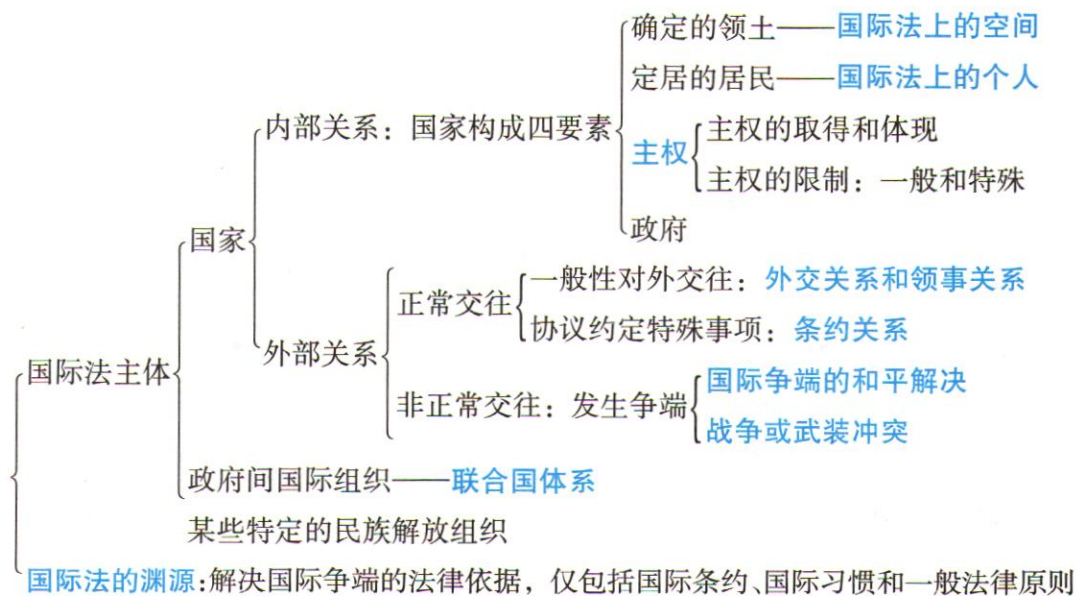 确定的领土——国际法上的空间
定居的居民——国际法上的个人
内部关系：国家构成四要素
主权
主权的取得和体现
主权的限制：一般和特殊
政府
国家
正常交往
一般性对外交往：外交关系和领事关系
协议约定特殊事项：条约关系
外部关系
国际法主体
非正常交往：发生争端
国际争端的和平解决
战争或武装冲突
政府间国际组织——联合国体系
某些特定的民族解放组织
国际法的渊源:解决国际争端的法律依据，仅包括国际条约、国际习惯和一般法律原则